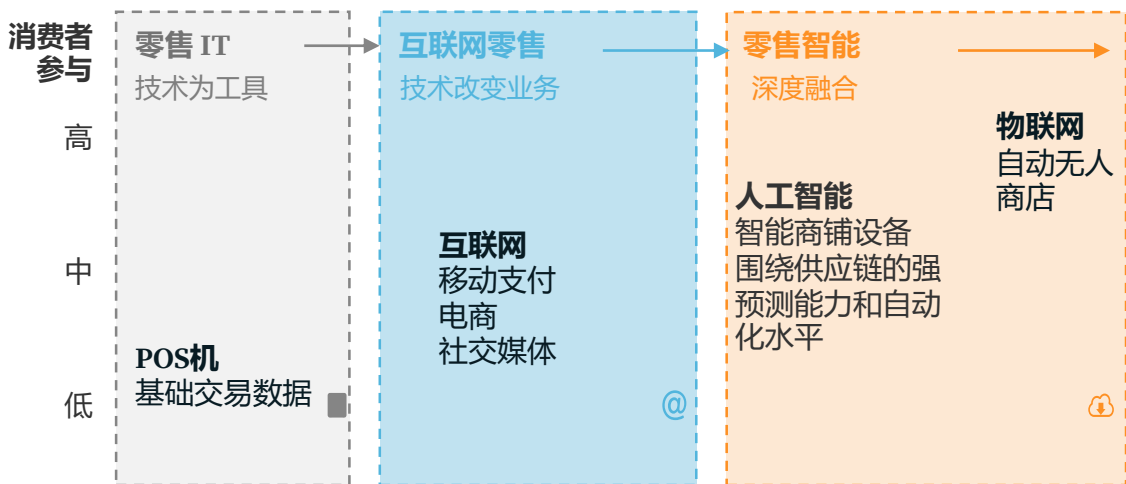 消费者
参与
高
中
低
零售 IT
技术为工具
POS机
基础交易数据
互联网零售
技术改变业务
互联网
移动支付
电商
社交媒体
@
零售智能
深度融合
人工智能
智能商铺设备
围绕供应链的强
预测能力和自动
化水平
物联网
自动无人
商店